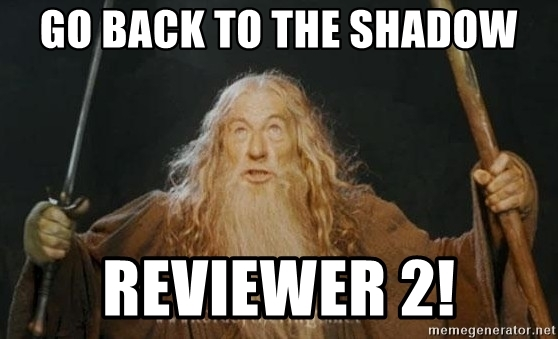 GO BACK TO THE SHADOW
REVIEWER 2!
memegenerator.net